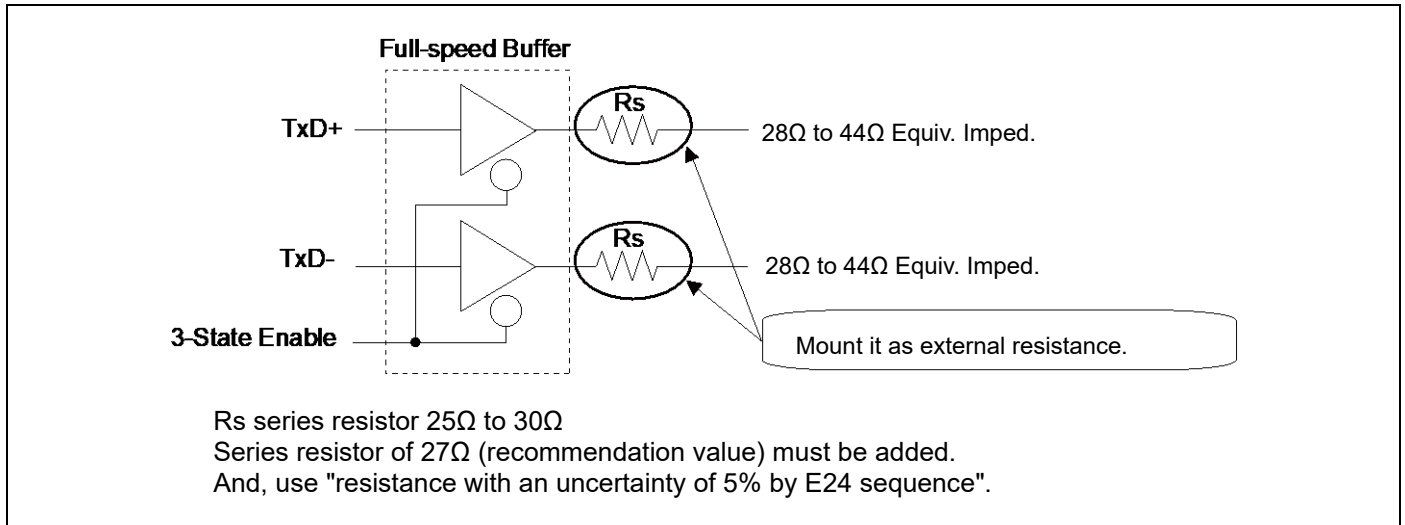 Full-speed Buffer
Rs
TxD+
28Ω to 44Ω Equiv. Imped.
Rs
TxD-
28Ω to 44Ω Equiv. Imped.
3-State Enable
Mount it as external resistance.
Rs series resistor 25Ω to 30Ω
Series resistor of 27Ω (recommendation value) must be added.
And, use "resistance with an uncertainty of 5% by E24 sequence".